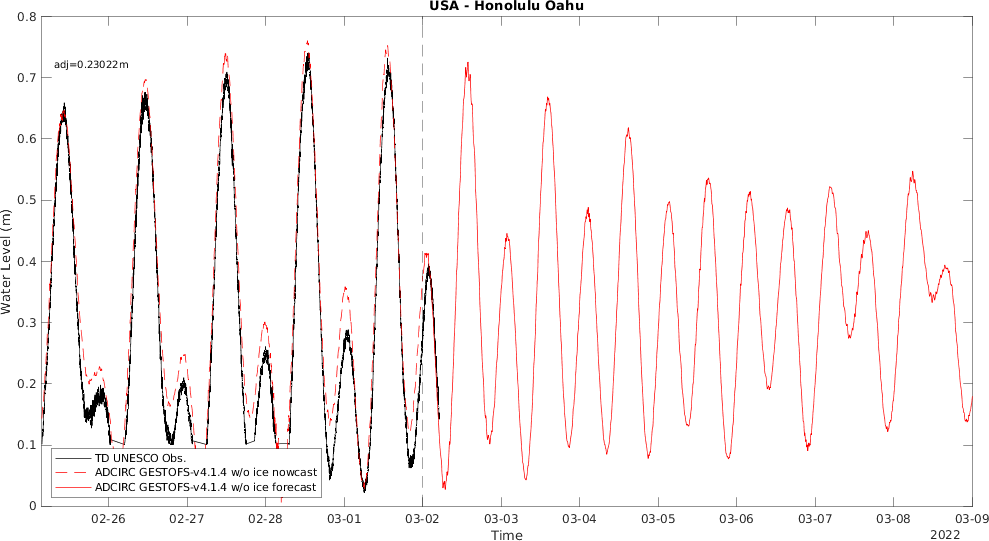 USA - Honolulu Oahu
adj=0.23022m
Water Level (m)
0.8
0.7
0.6
0.5
0.4
0.3
0.2
0.1
0
TD UNESCO Obs.
ADCIRC GESTOFS-v4.1.4 w/o ice nowcast
ADCIRC GESTOFS-v4.1.4 w/o ice forecast
02-26 02-27 02-28 03-01 03-02 03-03 03-04 03-05 03-06 03-07 03-08 03-09
Time
2022